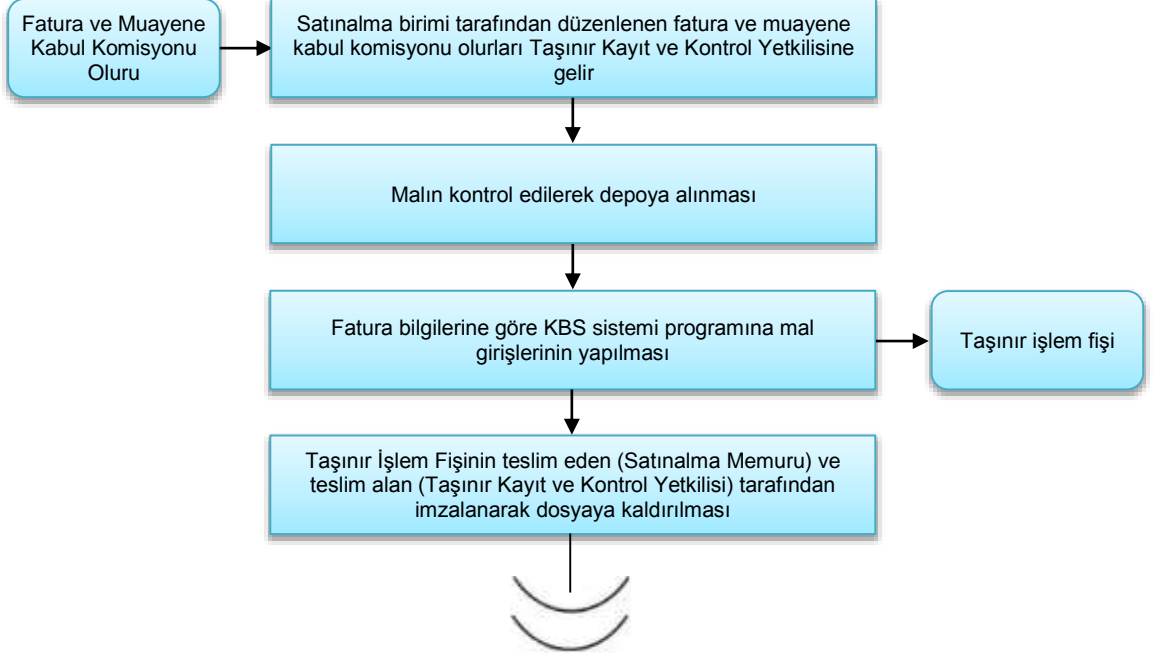 Fatura ve Muayene
Kabul Komisyonu
Oluru
Satınalma birimi tarafından düzenlenen fatura ve muayene
kabul komisyonu olurları Taşınır Kayıt ve Kontrol Yetkilisine
gelir
Malın kontrol edilerek depoya alınması
Fatura bilgilerine göre KBS sistemi programına mal
girişlerinin yapılması
Taşınır işlem fişi
Taşınır İşlem Fişinin teslim eden (Satınalma Memuru) ve
teslim alan (Taşınır Kayıt ve Kontrol Yetkilisi) tarafından
imzalanarak dosyaya kaldırılması